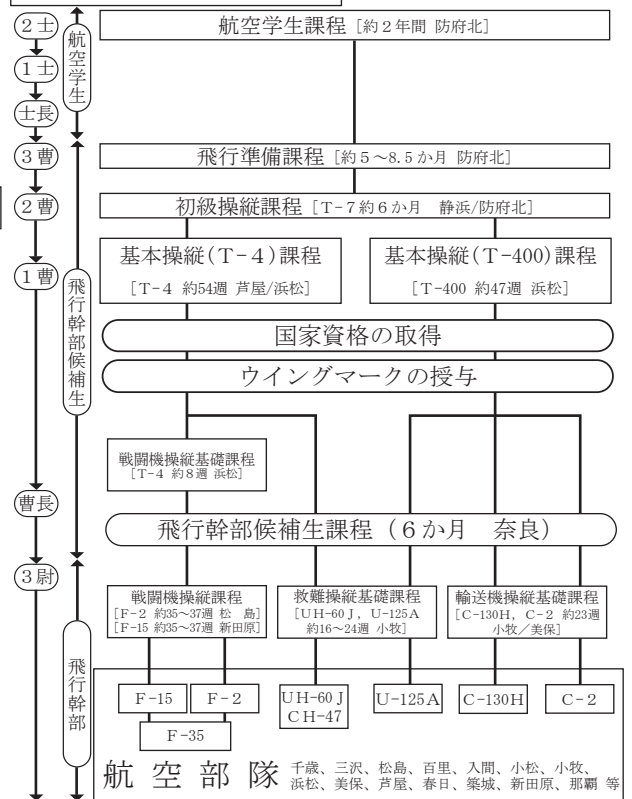 2士
1士
士長
3曹
2曹
1曹
曹長
3尉
航空学生
飛行幹部候補生
飛行幹部
航空学生課程 [約2年間 防府北]
飛行準備課程 [約5~8.5か月 防府北]
初級操縦課程 [T-7約6か月 静浜/防府北]
基本操縦(T-4)課程
[T-4 約54週 芦屋/浜松]
基本操縦(T-400)課程
[T-400 約47週 浜松]
国家資格の取得
ウイングマークの授与
戦闘機操縦基礎課程
[T-4 約8週 浜松]
飛行幹部候補生課程(6か月 奈良)
戦闘機操縦課程
[F-2 約35~37週 松 島]
[F-15 約35~37週 新田原]
救難操縦基礎課程
[UH-60J, U-125A
約16~24週 小牧]
輸送機操縦基礎課程
[C-130H, C-2 約23週
小牧/美保]
F-15
F-2
F-35
UH-60J
CH-47
U-125A
C-130H
C-2
航空部隊
千歳、三沢、松島、百里、入間、小松、小牧、
浜松、美保、芦屋、春日、築城、新田原、那覇 等